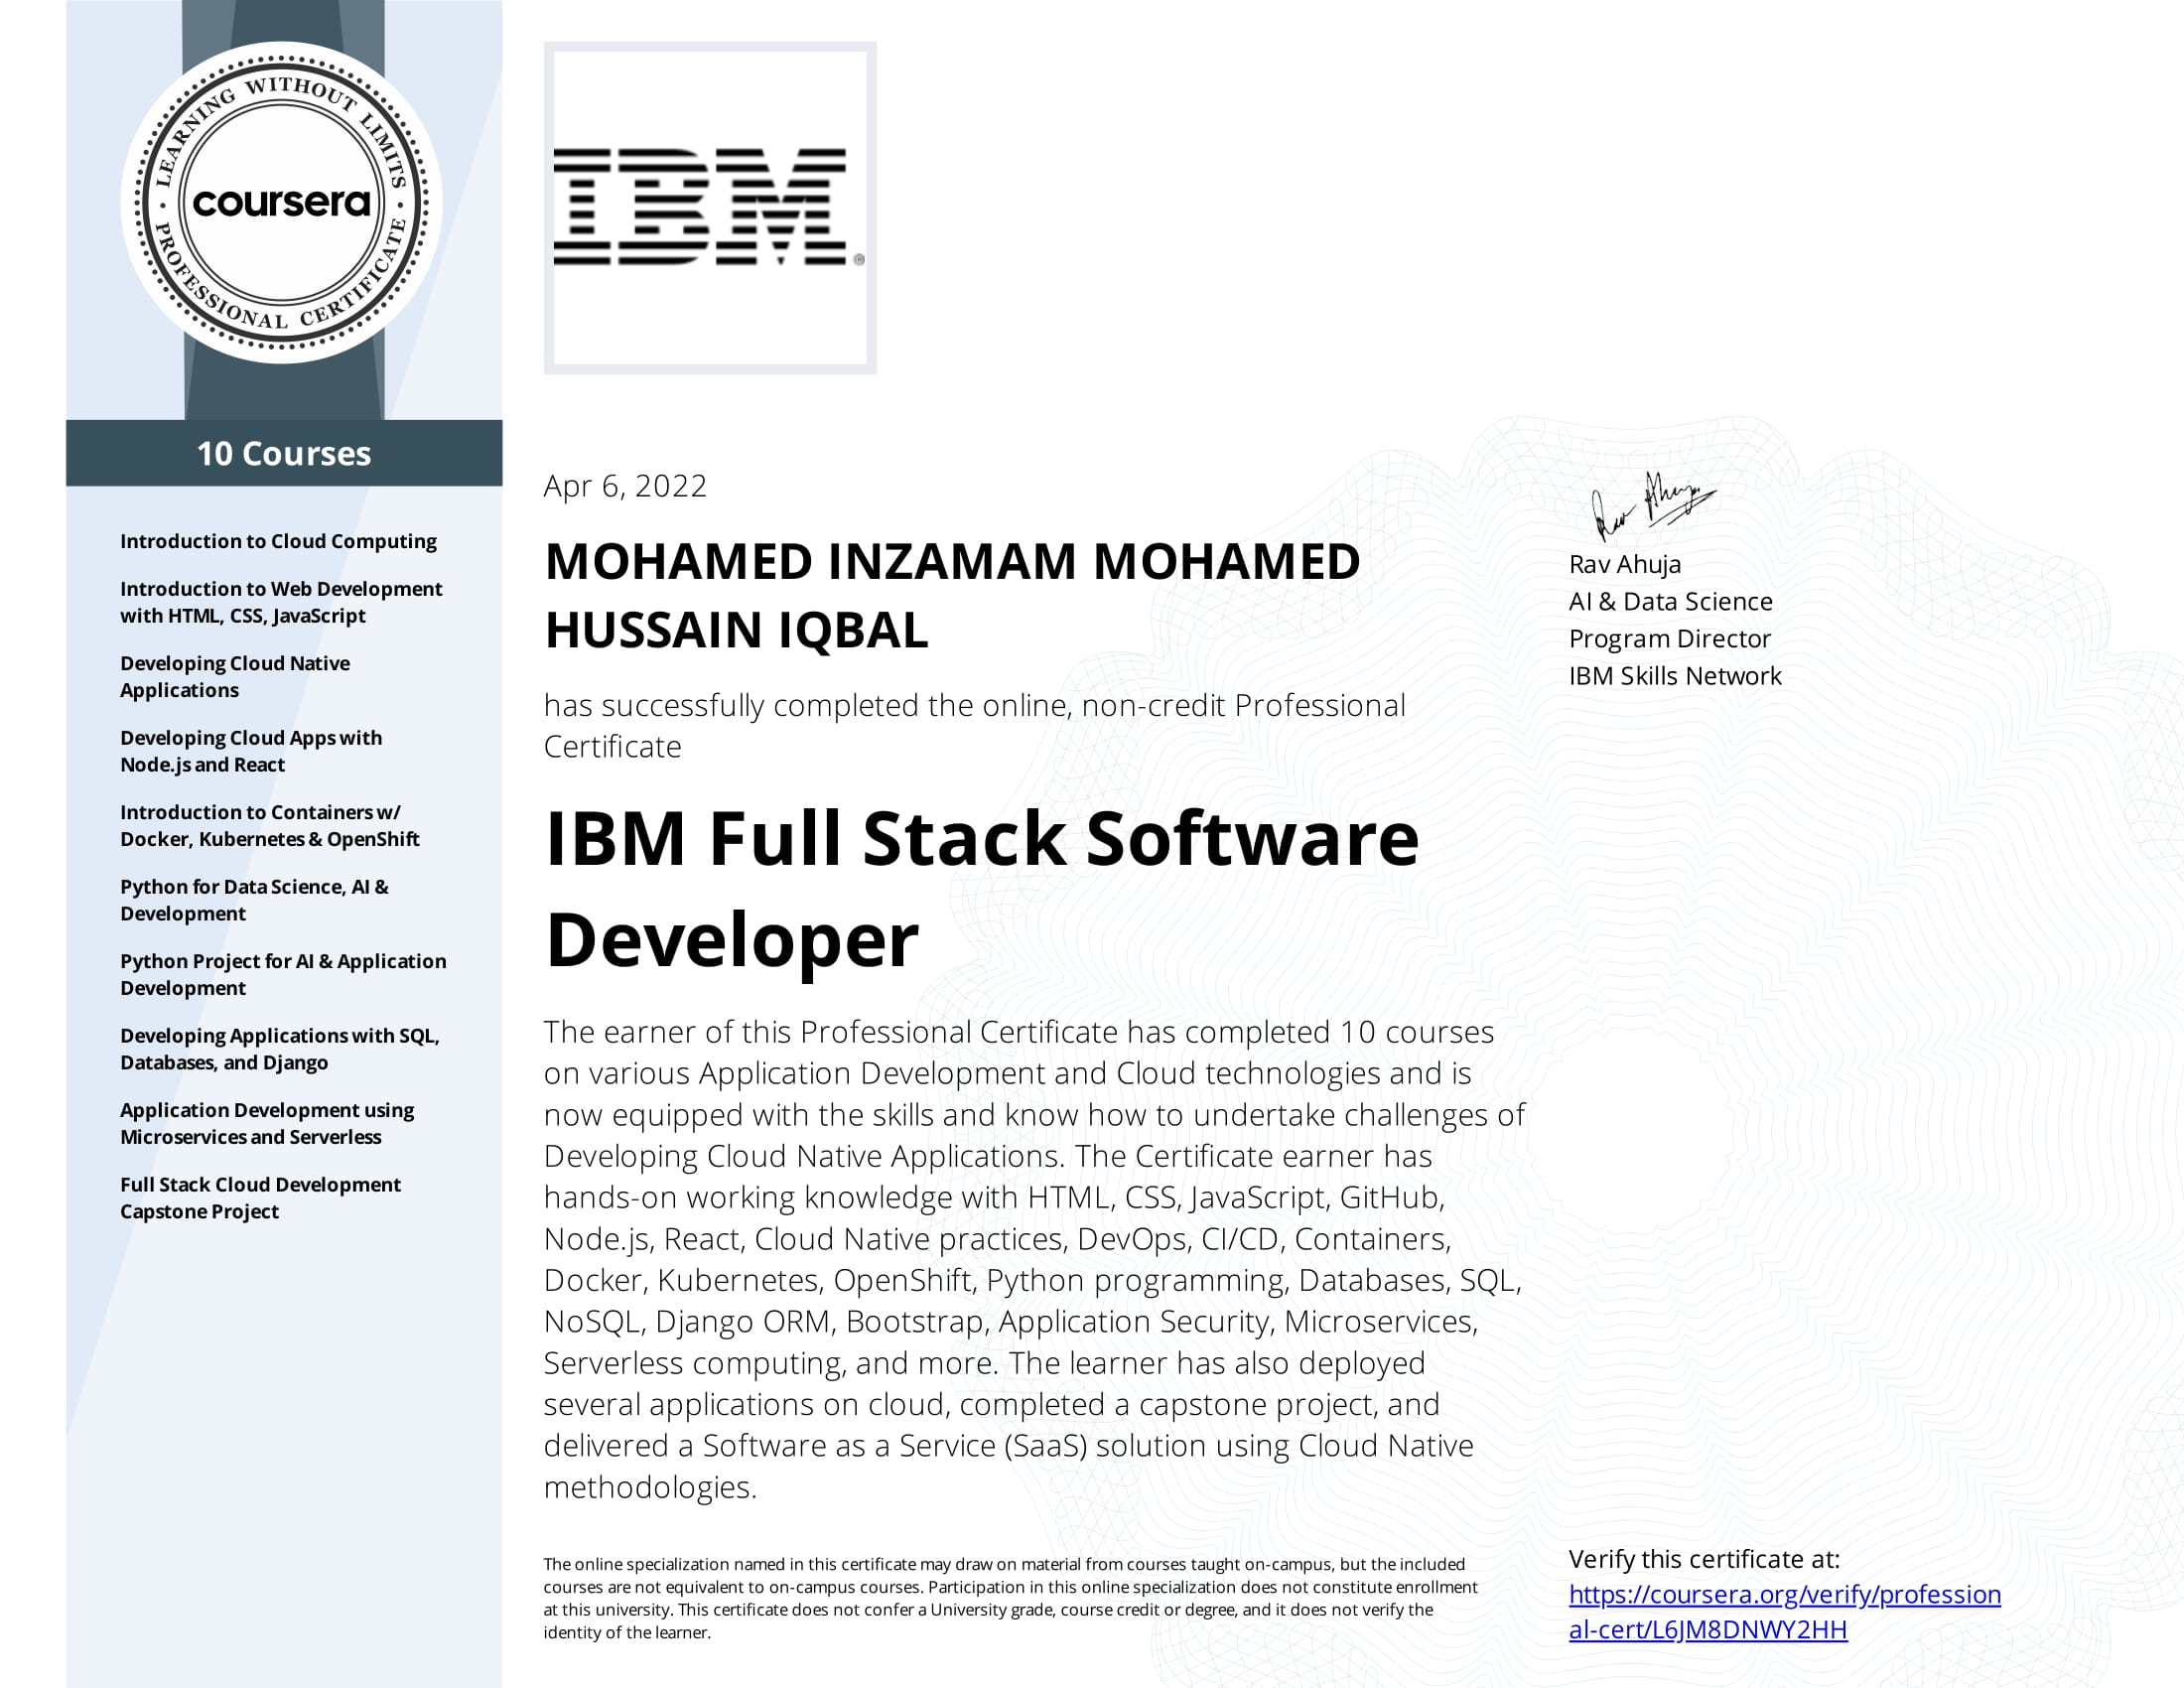 LEARNING WITHOUT LIMITS
coursera
PROFESSIONAL CERTIFICATE
IBM®
10 Courses
Introduction to Cloud Computing
Introduction to Web Development
with HTML, CSS, JavaScript
Developing Cloud Native
Applications
Developing Cloud Apps with
Node.js and React
Introduction to Containers w/
Docker, Kubernetes & OpenShift
Python for Data Science, AI &
Development
Python Project for AI & Application
Development
Developing Applications with SQL,
Databases, and Django
Application Development using
Microservices and Serverless
Full Stack Cloud Development
Capstone Project
Apr 6, 2022
MOHAMED INZAMAM MOHAMED
HUSSAIN IQBAL
has successfully completed the online, non-credit Professional
Certificate
IBM Full Stack Software
Developer
The earner of this Professional Certificate has completed 10 courses
on various Application Development and Cloud technologies and is
now equipped with the skills and know how to undertake challenges of
Developing Cloud Native Applications. The Certificate earner has
hands-on working knowledge with HTML, CSS, JavaScript, GitHub,
Node.js, React, Cloud Native practices, DevOps, CI/CD, Containers,
Docker, Kubernetes, OpenShift, Python programming, Databases, SQL,
NoSQL, Django ORM, Bootstrap, Application Security, Microservices,
Serverless computing, and more. The learner has also deployed
several applications on cloud, completed a capstone project, and
delivered a Software as a Service (SaaS) solution using Cloud Native
methodologies.
The online specialization named in this certificate may draw on material from courses taught on-campus, but the included
courses are not equivalent to on-campus courses. Participation in this online specialization does not constitute enrollment
at this university. This certificate does not confer a University grade, course credit or degree, and it does not verify the
identity of the learner.
Rav Ahuja
Rav Ahuja
AI & Data Science
Program Director
IBM Skills Network
Verify this certificate at:
https://coursera.org/verify/profession
al-cert/L6JM8DNWY2HH